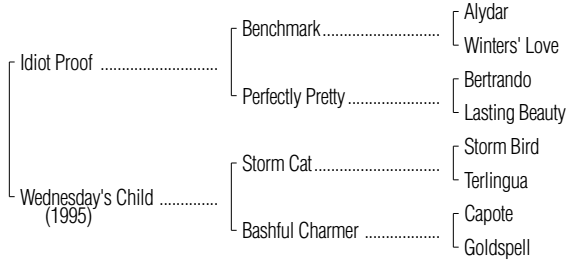 Alydar
Benchmark........................
Winters' Love
Idiot Proof ........................
Bertrando
Perfectly Pretty...................
Lasting Beauty
Storm Bird
Storm Cat..........................
Terlingua
Wednesday's Child ............
(1995)
Capote
Bashful Charmer ...............
Goldspell